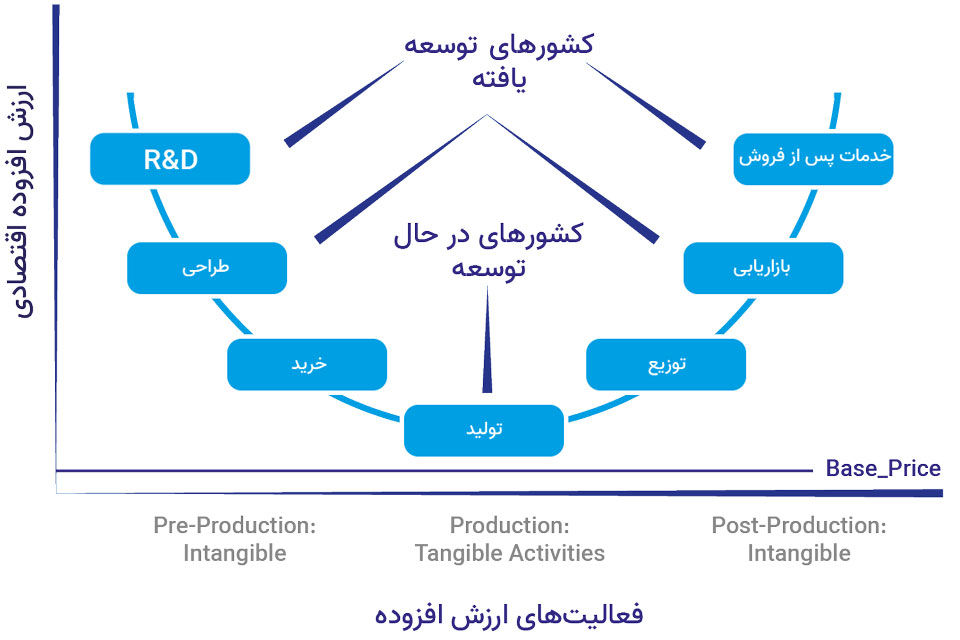 کشورهای توسعه
یافته
ارزش افزوده اقتصادی
R&D
خدمات پس از فروش
کشورهای در حال
توسعه
طراحی
بازاریابی
خرید
توزیع
تولید
Base_Price
Pre-Production:
Intangible
Production:
Tangible Activities
Post-Production:
Intangible
فعالیت‌های ارزش افزوده